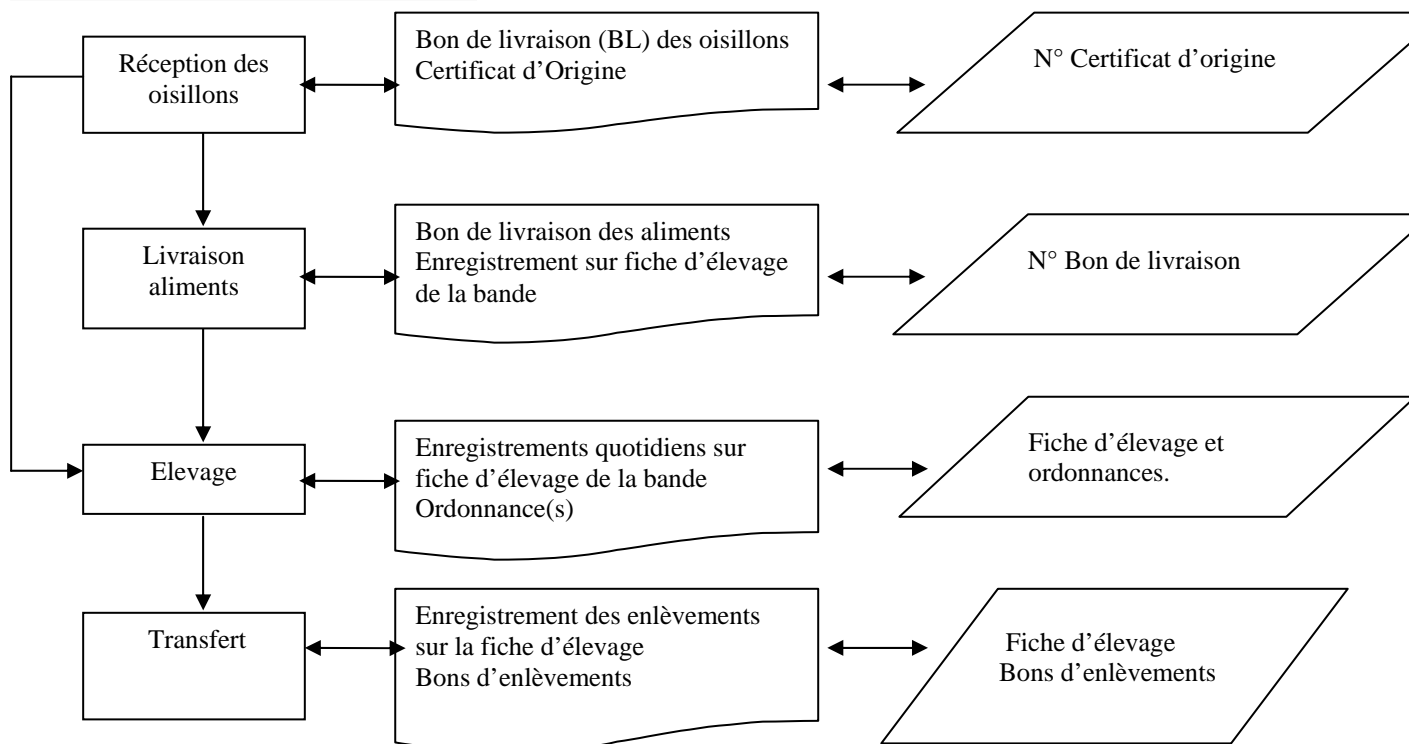 Réception des
oisillons
Bon de livraison (BL) des oisillons
Certificat d’Origine
N° Certificat d’origine
Livraison
aliments
Bon de livraison des aliments
Enregistrement sur fiche d’élevage
de la bande
N° Bon de livraison
Elevage
Enregistrements quotidiens sur
fiche d’élevage de la bande
Ordonnance(s)
Fiche d’élevage et
ordonnances.
Transfert
Enregistrement des enlèvements
sur la fiche d’élevage
Bons d’enlèvements
Fiche d’élevage
Bons d’enlèvements